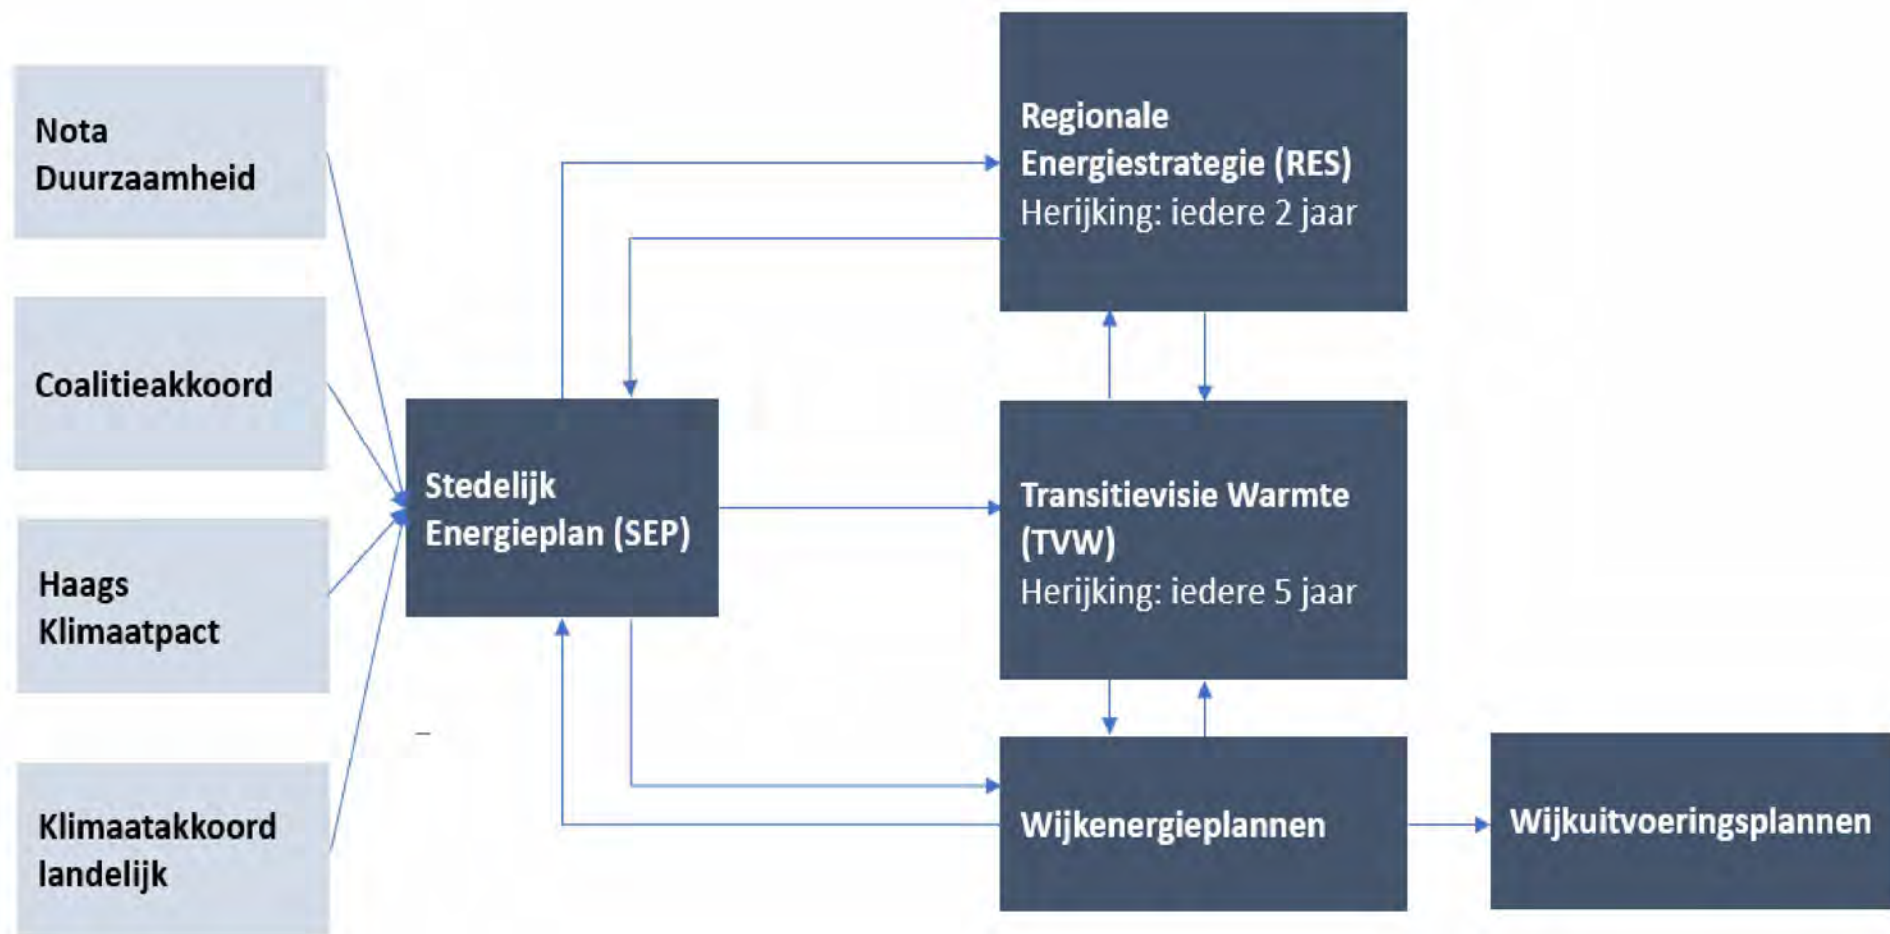 Nota
Duurzaamheid
Coalitieakkoord
Haags
Klimaatpact
Klimaatakkoord
landelijk
Stedelijk
Energieplan (SEP)
Regionale
Energiestrategie (RES)
Herijking: iedere 2 jaar
Transitievisie Warmte
(TVW)
Herijking: iedere 5 jaar
Wijkenergieplannen
Wijkuitvoeringsplannen